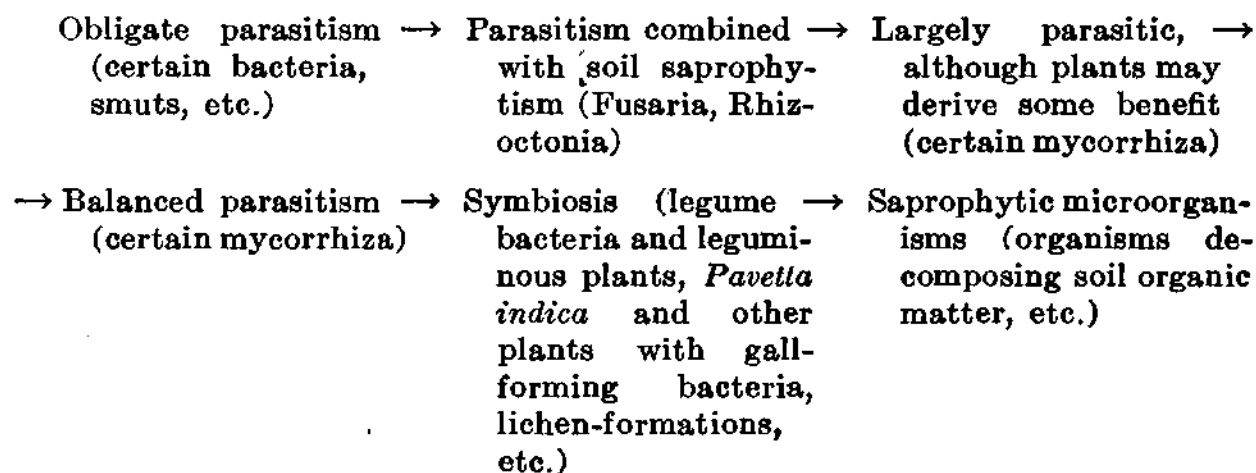 Obligate parasitism → Parasitism combined → Largely parasitic, →
(certain bacteria, with soil saprophy- although plants may
smuts, etc.) tism (Fusaria, Rhiz- derive some benefit
octonia) (certain mycorrhiza)
→ Balanced parasitism → Symbiosis (legume → Saprophytic microorgan-
(certain mycorrhiza) bacteria and legumi- isms (organisms de-
nous plants, Pavetta composing soil organic
indica and other matter, etc.)
plants with gall-
forming bacteria,
lichen-formations,
etc.)